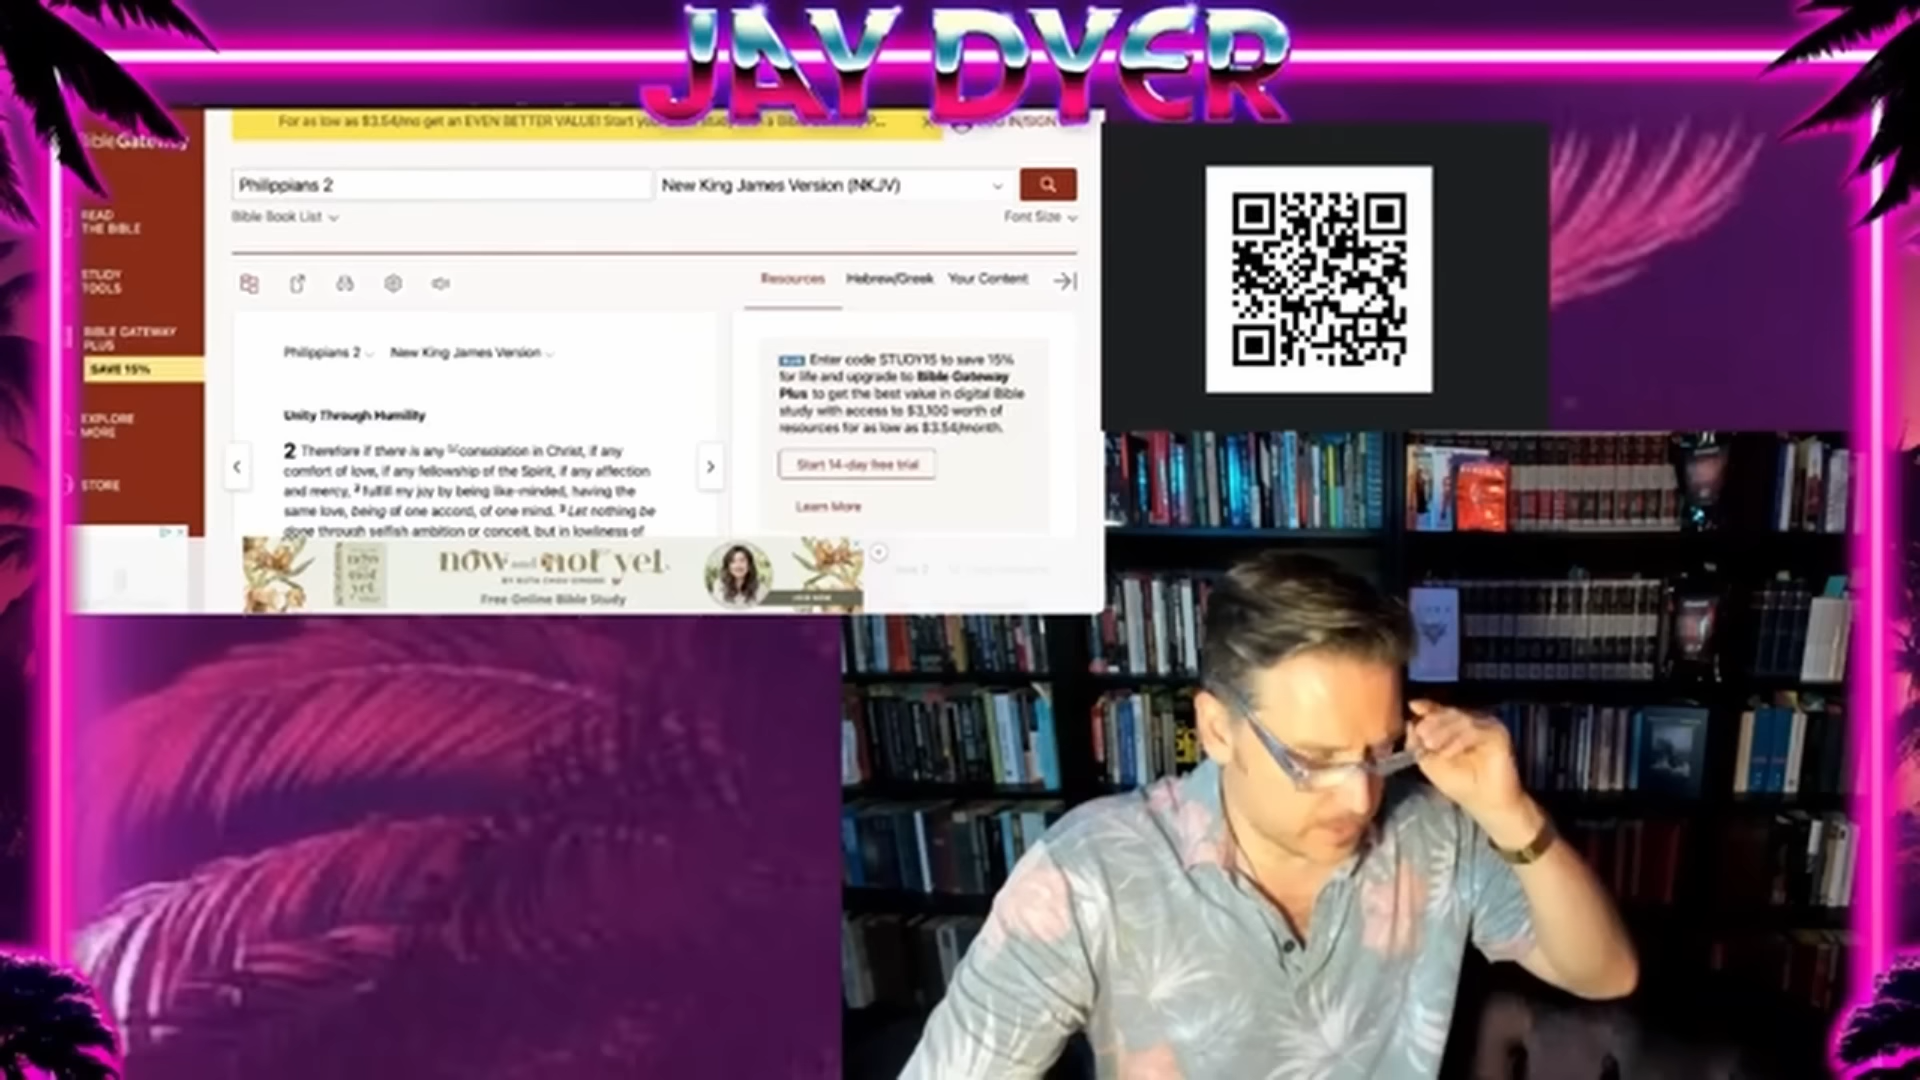 JAY DYER
BibleGateway
For as low as $3.54/mo get an EVEN BETTER VALUE! Start your
Philippians 2
New King James Version (NKJV)
Bible Book List
Font Size
READ
THE BIBLE
STUDY
TOOLS
BIBLE GATEWAY
PLUS
SAVE 15%
EXPLORE
MORE
STORE
Resources
Hebrew/Greek
Your Content
Philippians 2
New King James Version
Unity Through Humility
2 Therefore if there is any consolation in Christ, if any
comfort of love, if any fellowship of the Spirit, if any affection
and mercy, 2 fulfill my joy by being like-minded, having the
same love, being of one accord, of one mind. 3 Let nothing be
done through selfish ambition or conceit, but in lowliness of
Enter code STUDY15 to save 15%
for life and upgrade to Bible Gateway
Plus to get the best value in digital Bible
study with access to $3,100 worth of
resources for as low as $3.54/month.
Start 14-day free trial
Learn More
now and not yet
Free Online Bible Study
JOIN NOW